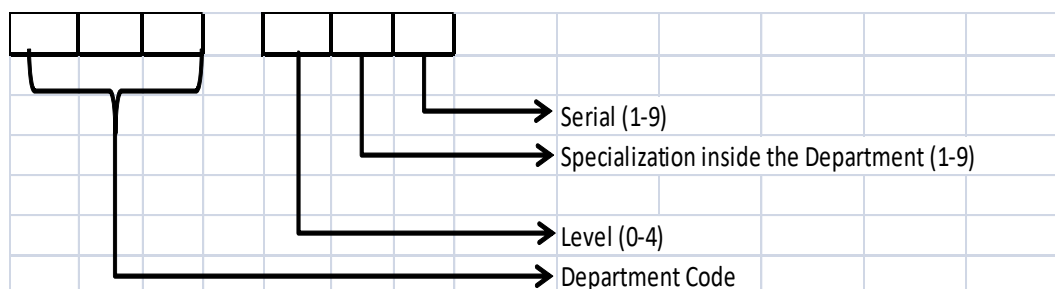 Serial (1-9)
Specialization inside the Department (1-9)
Level (0-4)
Department Code